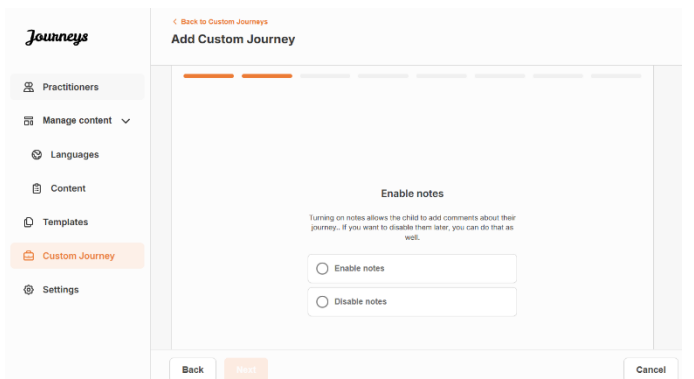 Journeys
Practitioners
Manage content
Languages
Content
Templates
Custom Journey
Settings
Back to Custom Journeys
Add Custom Journey
Enable notes
Turning on notes allows the child to add comments about their
journey.. If you want to disable them later, you can do that as
well.
Enable notes
Disable notes
Back
Next
Cancel